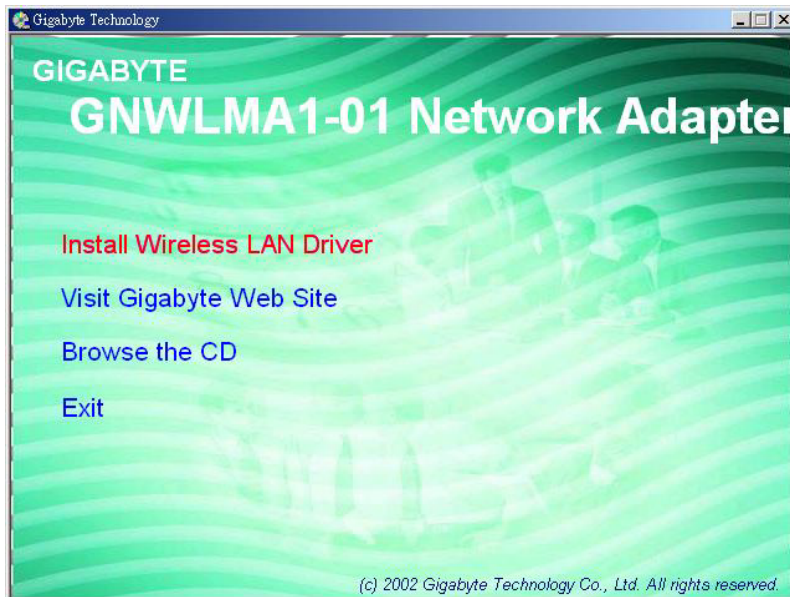 Gigabyte Technology
GIGABYTE
GNWLMA1-01 Network Adapter
Install Wireless LAN Driver
Visit Gigabyte Web Site
Browse the CD
Exit
(c) 2002 Gigabyte Technology Co., Ltd. All rights reserved.